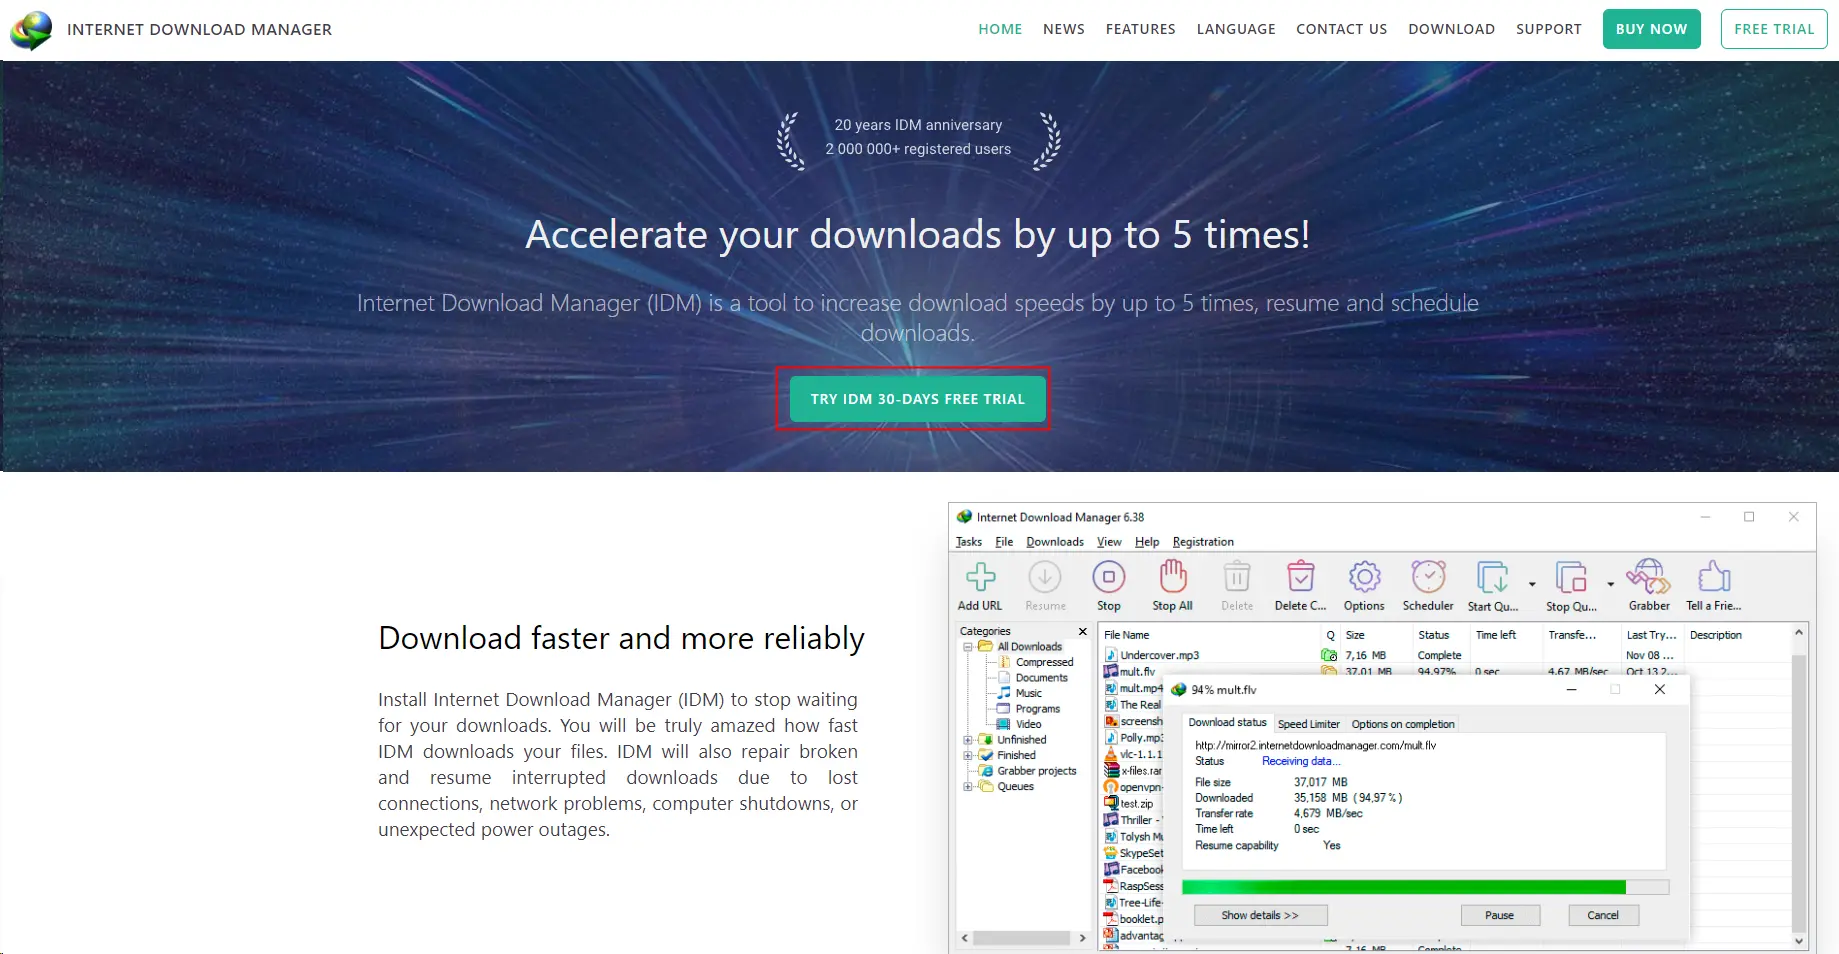 INTERNET DOWNLOAD MANAGER
HOME NEWS FEATURES LANGUAGE CONTACT US DOWNLOAD SUPPORT BUY NOW FREE TRIAL
20 years IDM anniversary
2 000 000+ registered users
Accelerate your downloads by up to 5 times!
Internet Download Manager (IDM) is a tool to increase download speeds by up to 5 times, resume and schedule
downloads.
TRY IDM 30-DAYS FREE TRIAL
Download faster and more reliably
Install Internet Download Manager (IDM) to stop waiting
for your downloads. You will be truly amazed how fast
IDM downloads your files. IDM will also repair broken
and resume interrupted downloads due to lost
connections, network problems, computer shutdowns, or
unexpected power outages.
Internet Download Manager 6.38
Tasks File Downloads View Help Registration
Add URL Resume Stop Stop All Delete Delete C... Options Scheduler Start Qu... Stop Qu... Grabber Tell a Frie...
Categories
All Downloads
Compressed
Documents
Music
Programs
Video
Unfinished
Finished
Grabber projects
Queues
File Name Q Size Status Time left Transfe... Last Try... Description
Undercover.mp3 7,16 MB Complete Nov 08 ...
mult.flv 37,01 MB 94,97% 0 sec 4,67 MB/sec Oct 13 2...
mult.mp4
The Real
screensh
Polly.mp3
vlc-1.1.1
x-files.rar
openvpn-
test.zip
Thriller -
Tolysh Mu
SkypeSet
Facebook
RaspSess
Tree-Life-
booklet.p
advantag
7,16 MB Complete
94% mult.flv
Download status Speed Limiter Options on completion
http://mirror2.internetdownloadmanager.com/mult.flv
Status Receiving data...
File size 37,017 MB
Downloaded 35,158 MB (94,97%)
Transfer rate 4,679 MB/sec
Time left 0 sec
Resume capability Yes
Show details >> Pause Cancel